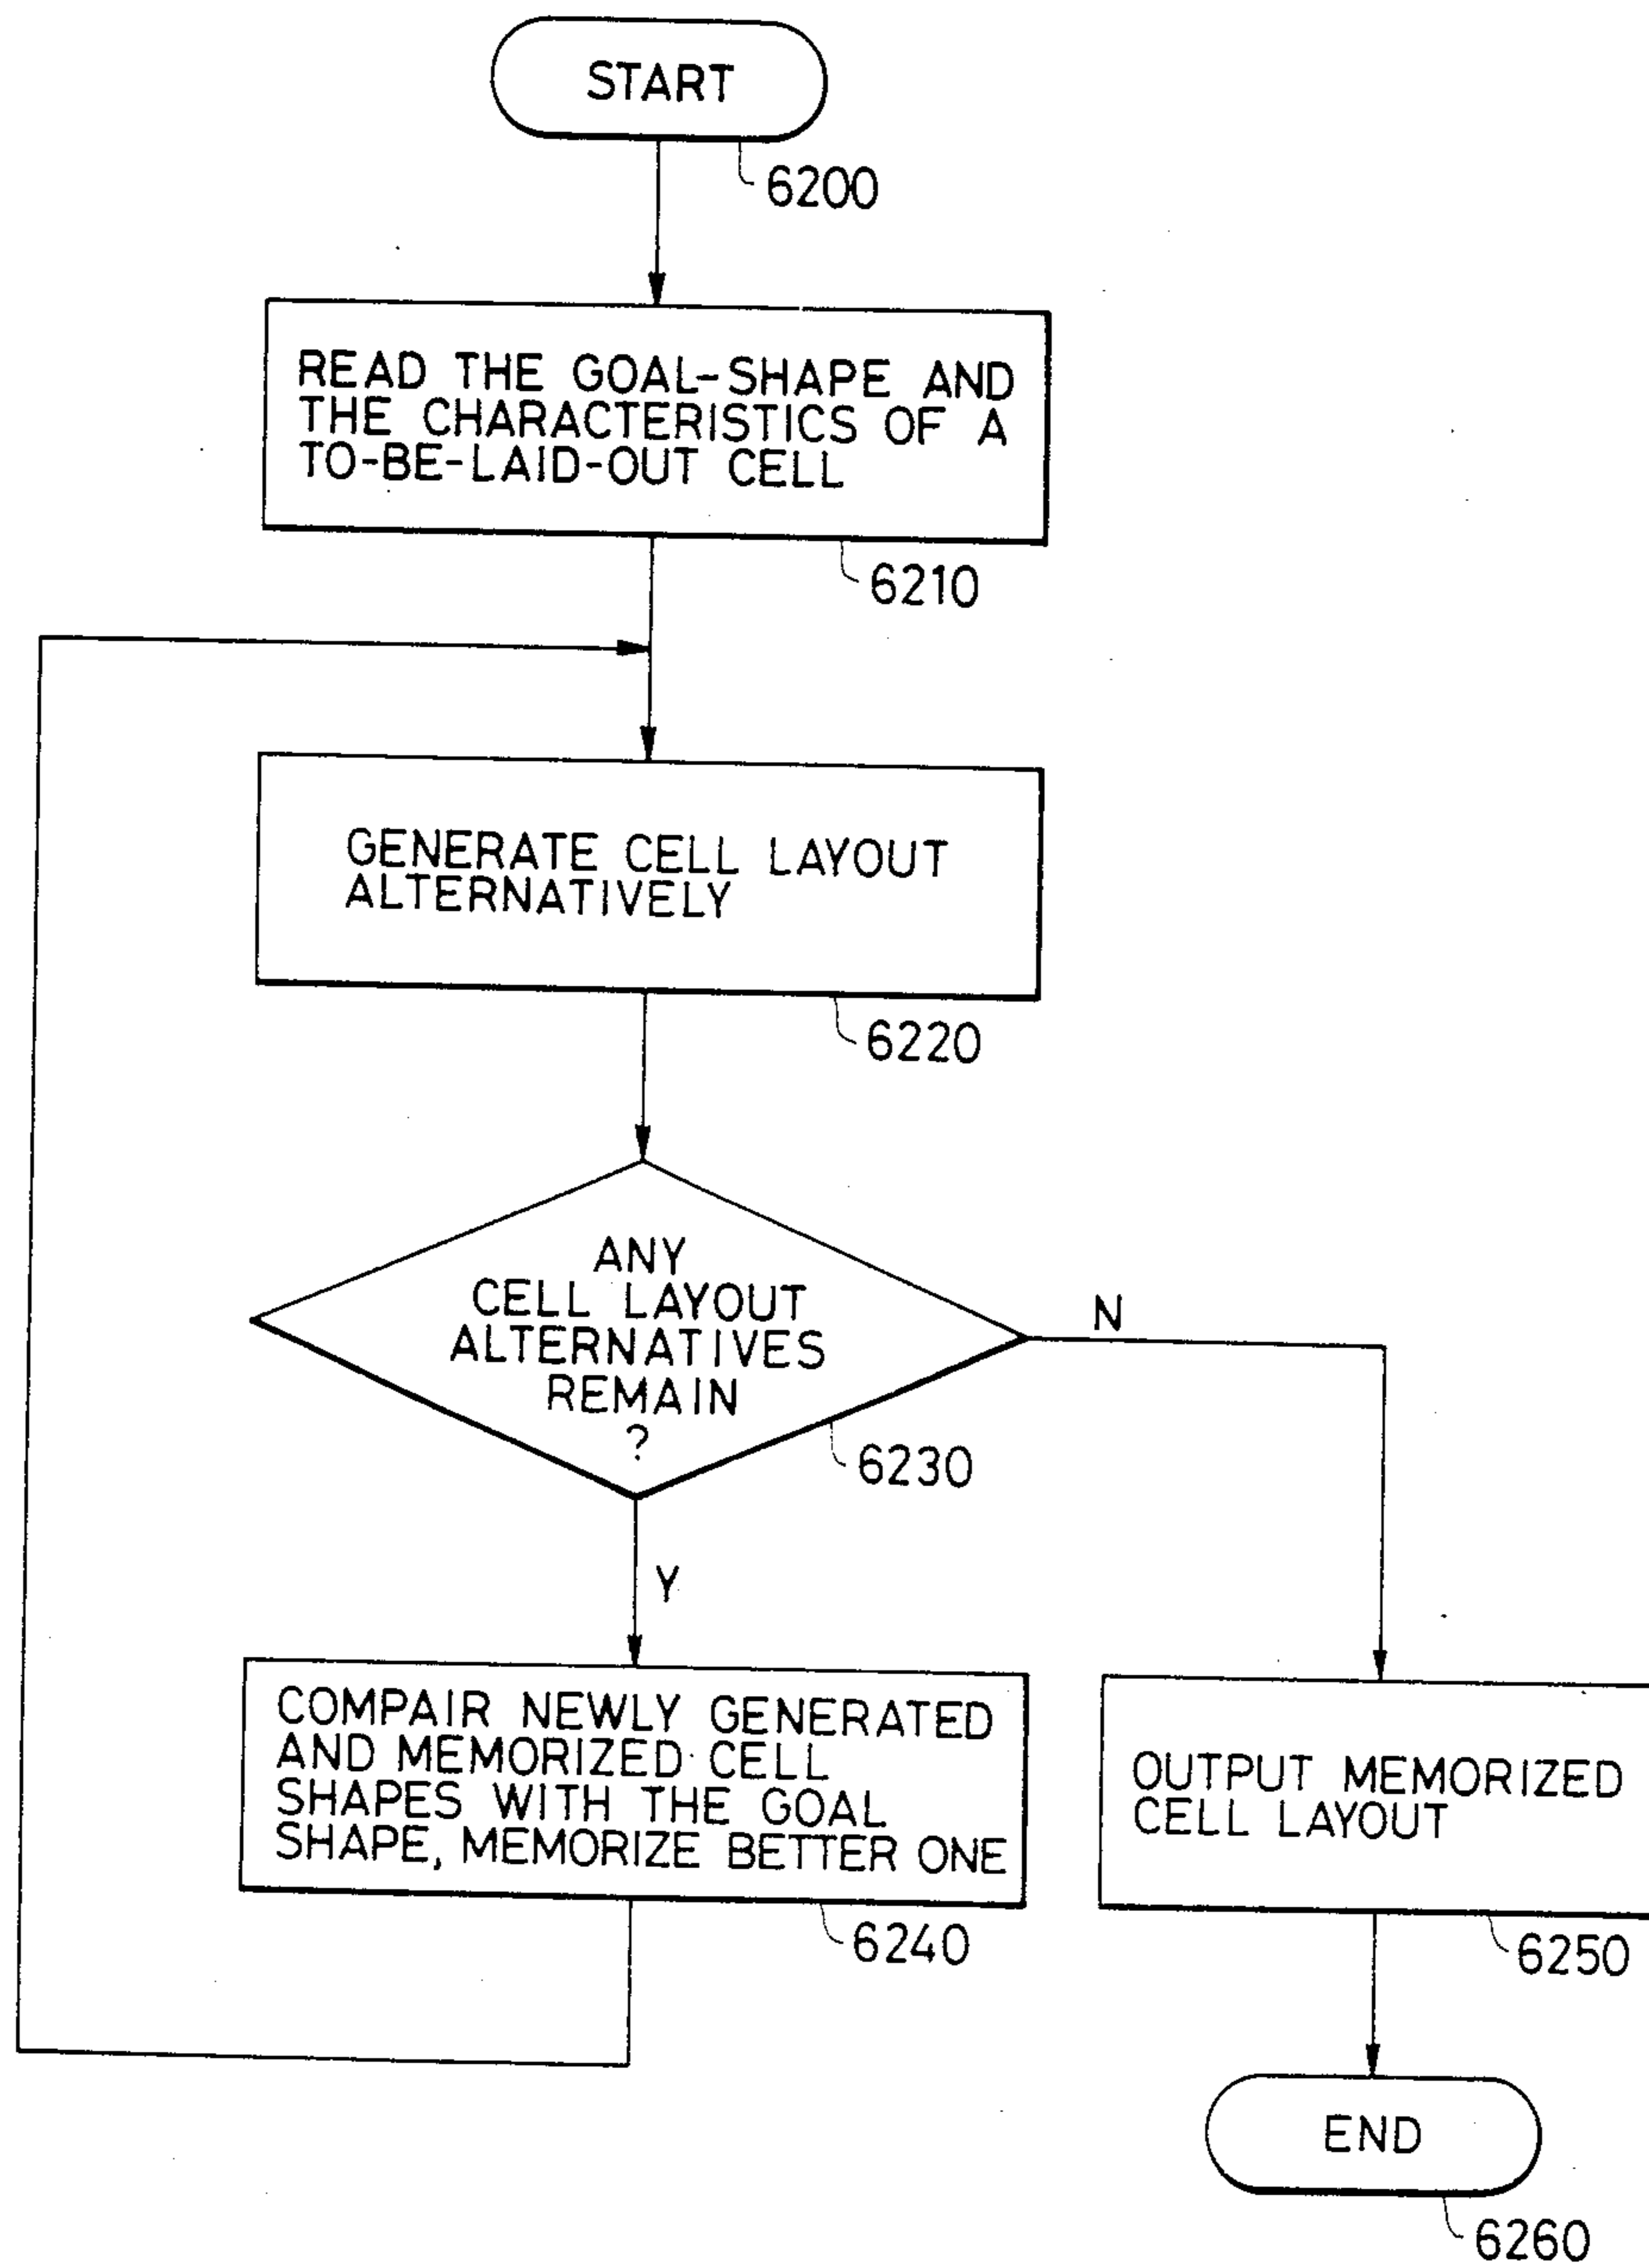 START
6200
READ THE GOAL-SHAPE AND
THE CHARACTERISTICS OF A
TO-BE-LAID-OUT CELL
6210
GENERATE CELL LAYOUT
ALTERNATIVELY
6220
ANY
CELL LAYOUT
ALTERNATIVES
REMAIN
?
N
6230
Y
COMPAIR NEWLY GENERATED
AND MEMORIZED CELL
SHAPES WITH THE GOAL
SHAPE, MEMORIZE BETTER ONE
6240
OUTPUT MEMORIZED
CELL LAYOUT
6250
END
6260